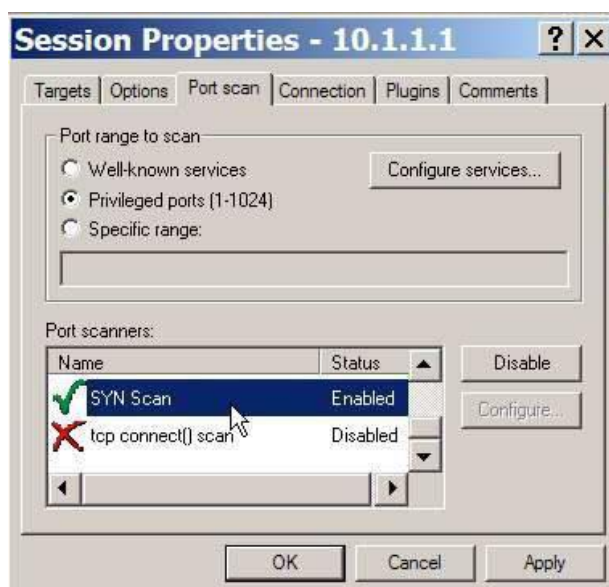 Session Properties - 10.1.1.1
Targets Options Port scan Connection Plugins Comments
Port range to scan
Well-known services Configure services...
Privileged ports (1-1024)
Specific range:
Port scanners:
Name Status Disable
SYN Scan Enabled
Configure...
tcp connect() scan Disabled
OK Cancel Apply